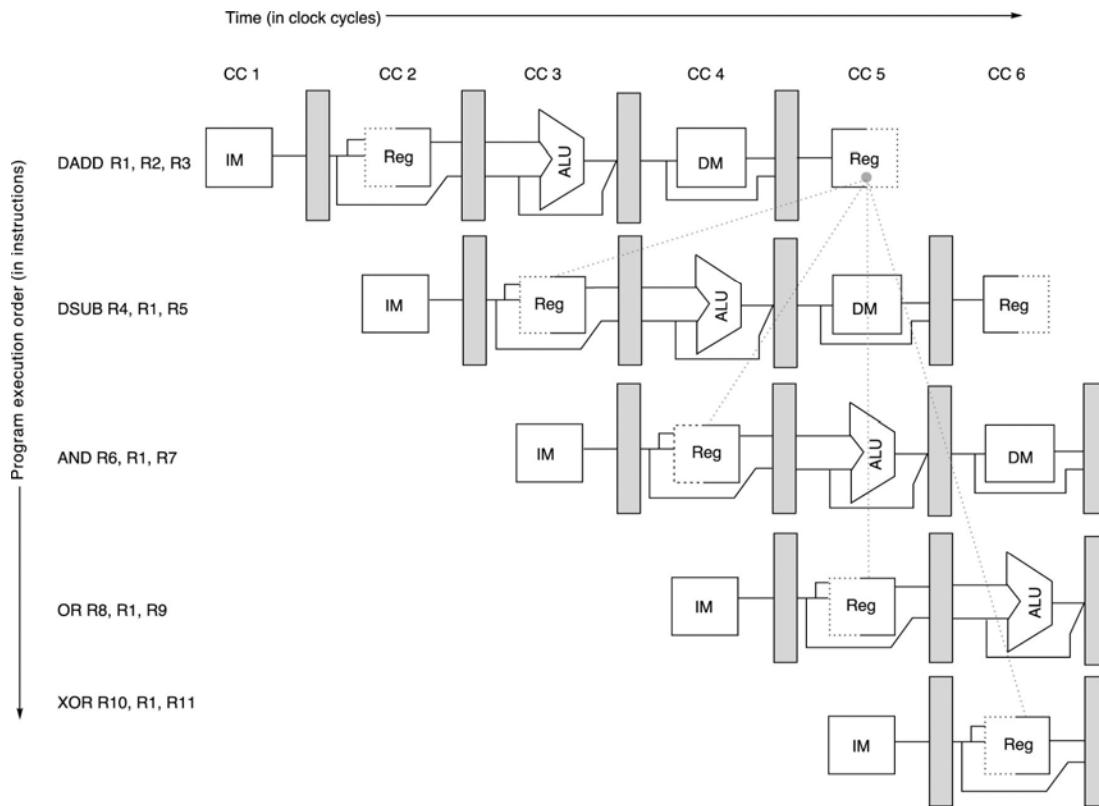 Time (in clock cycles)
CC 1 CC 2 CC 3 CC 4 CC 5 CC 6
Program execution order (in instructions)
DADD R1, R2, R3 IM Reg ALU DM Reg
DSUB R4, R1, R5 IM Reg ALU DM Reg
AND R6, R1, R7 IM Reg ALU DM
OR R8, R1, R9 IM Reg ALU
XOR R10, R1, R11 IM Reg